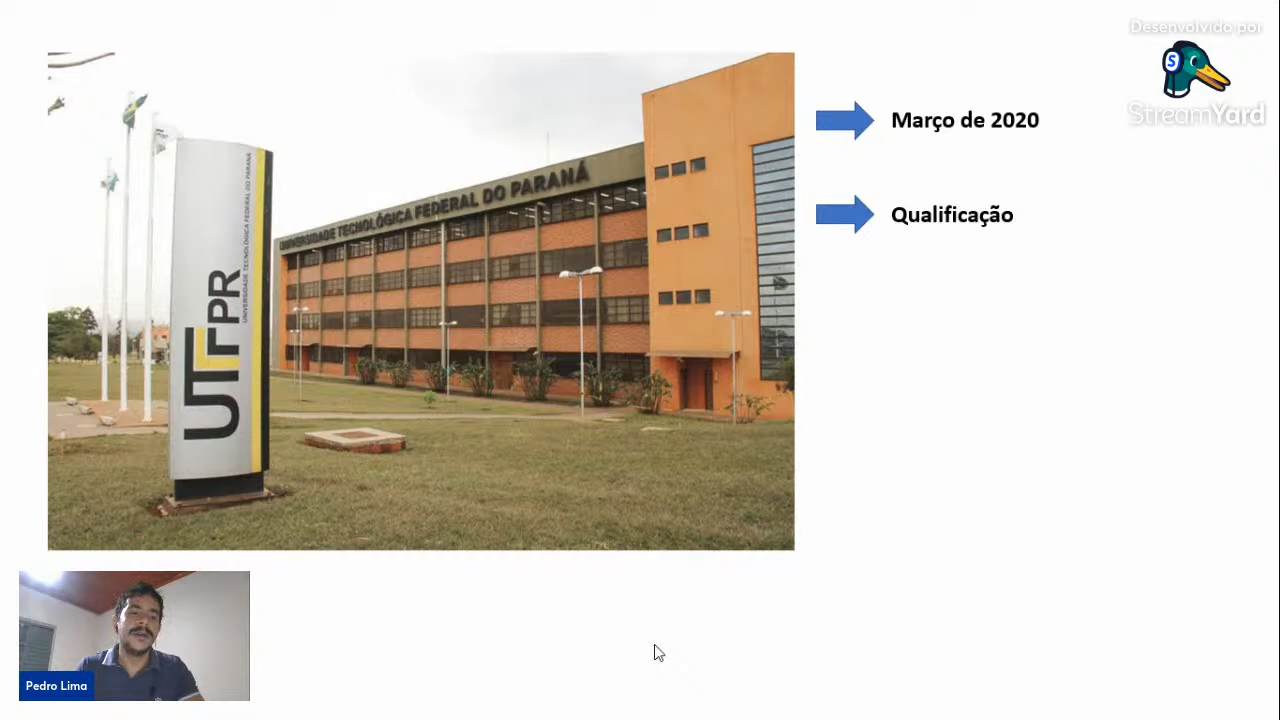 Desenvolvido por
S
StreamYard
Março de 2020
Qualificação
UNIVERSIDADE TECNOLÓGICA FEDERAL DO PARANÁ
UTFPR
UNIVERSIDADE TECNOLÓGICA FEDERAL DO PARANÁ
Pedro Lima